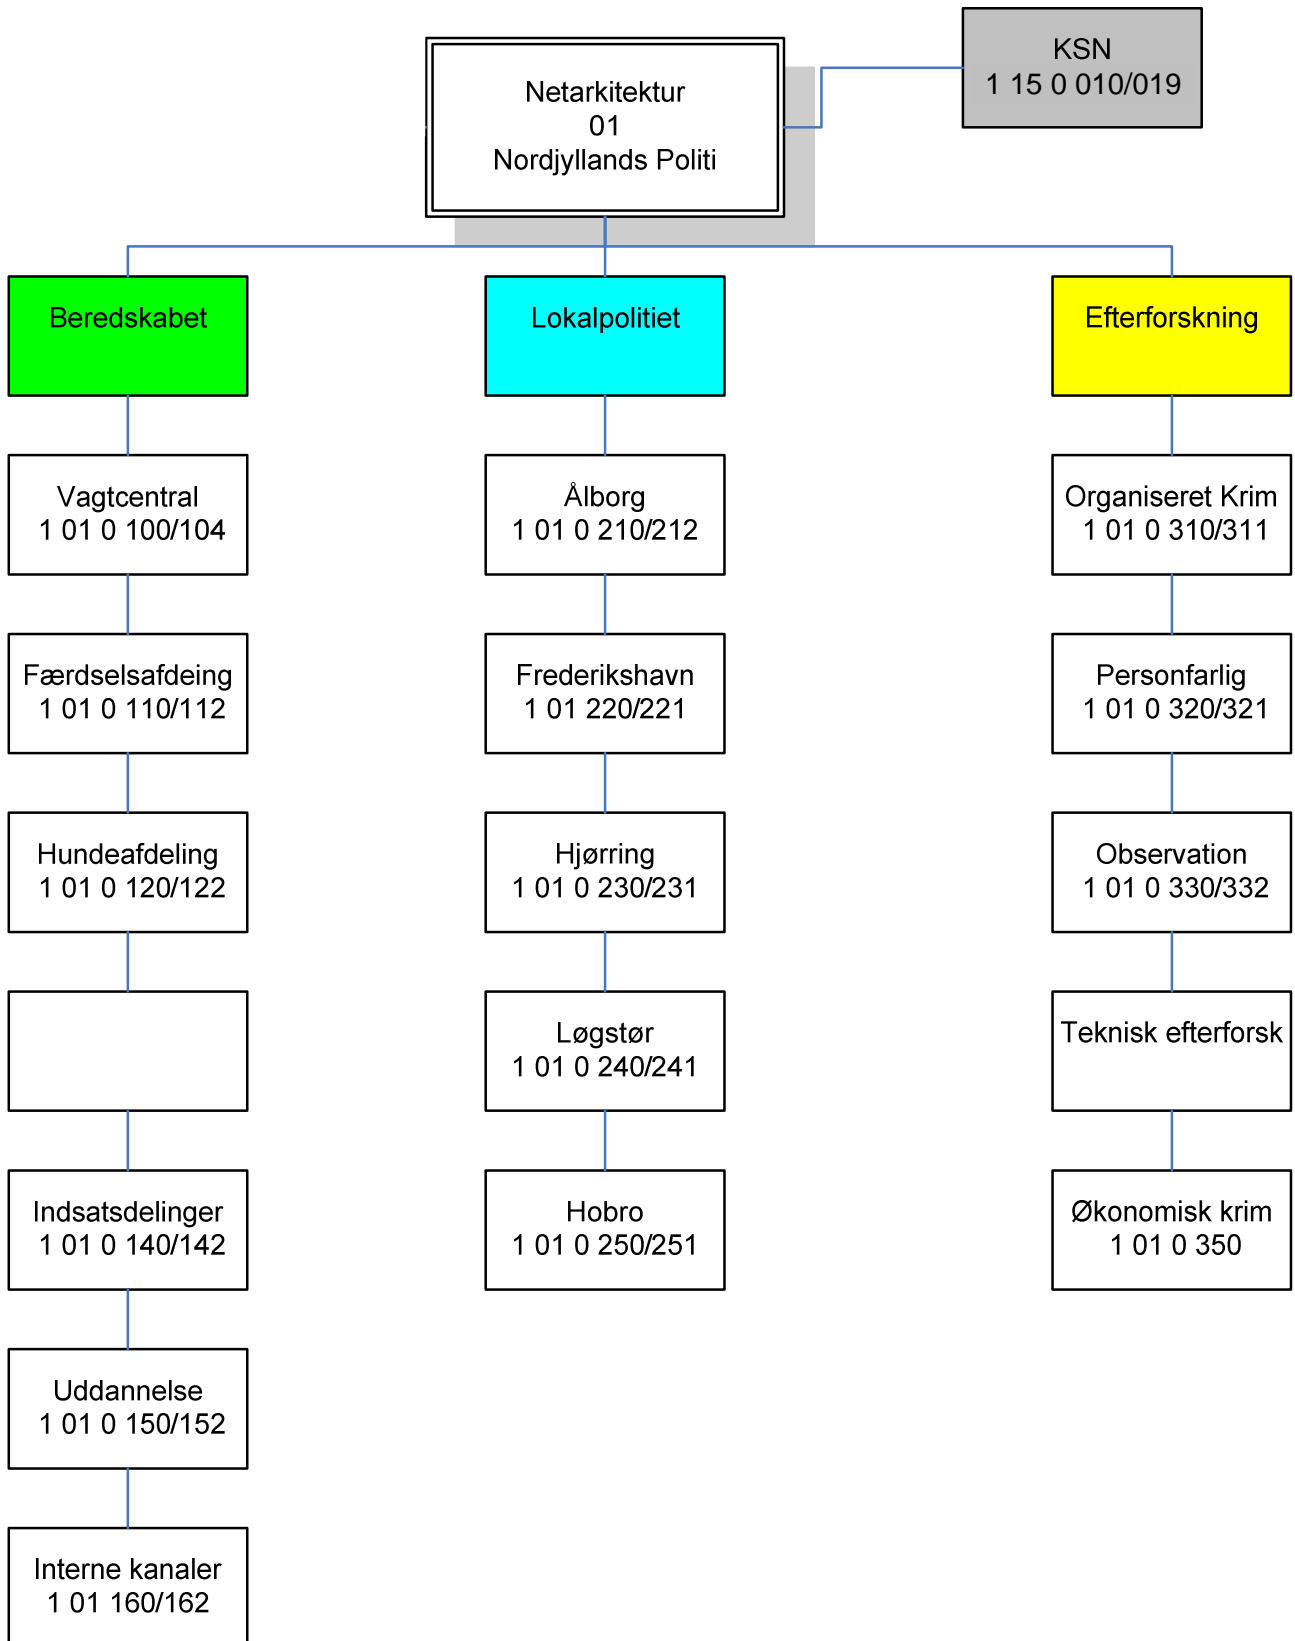 Netarkitektur
01
Nordjyllands Politi
KSN
1 15 0 010/019
Beredskabet
Vagtcentral
1 01 0 100/104
Færdselsafdeing
1 01 0 110/112
Hundeafdeling
1 01 0 120/122
Indsatsdelinger
1 01 0 140/142
Uddannelse
1 01 0 150/152
Interne kanaler
1 01 160/162
Lokalpolitiet
Ålborg
1 01 0 210/212
Frederikshavn
1 01 220/221
Hjørring
1 01 0 230/231
Løgstør
1 01 0 240/241
Hobro
1 01 0 250/251
Efterforskning
Organiseret Krim
1 01 0 310/311
Personfarlig
1 01 0 320/321
Observation
1 01 0 330/332
Teknisk efterforsk
Økonomisk krim
1 01 0 350